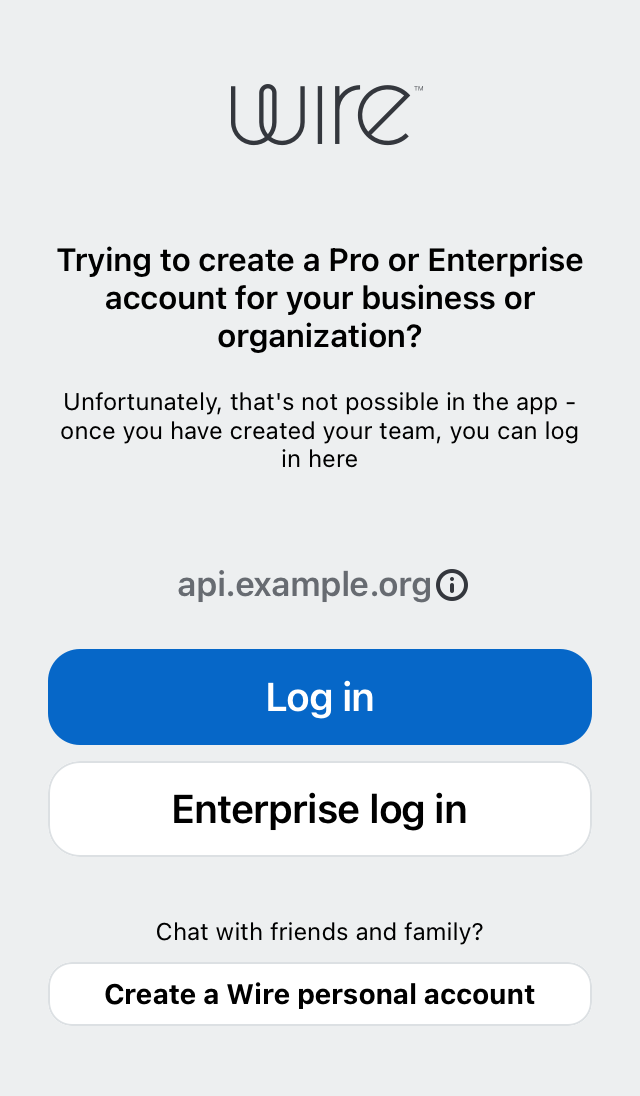 wire™
Trying to create a Pro or Enterprise
account for your business or
organization?
Unfortunately, that's not possible in the app -
once you have created your team, you can log
in here
api.example.org
Log in
Enterprise log in
Chat with friends and family?
Create a Wire personal account